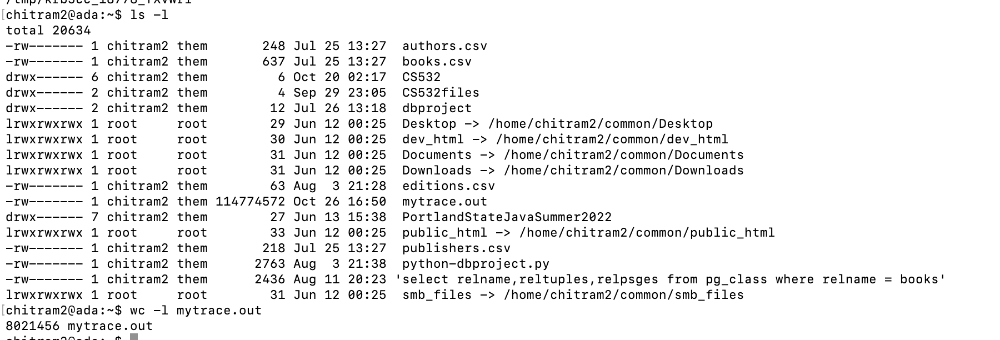 [chitram2@ada:~$ ls -l
total 20634
-rw------- 1 chitram2 them       248 Jul 25 13:27  authors.csv
-rw------- 1 chitram2 them       637 Jul 25 13:27  books.csv
drwx------ 6 chitram2 them         6 Oct 20 02:17  CS532
drwx------ 2 chitram2 them         4 Sep 29 23:05  CS532files
drwx------ 2 chitram2 them        12 Jul 26 13:18  dbproject
lrwxrwxrwx 1 root     root        29 Jun 12 00:25  Desktop -> /home/chitram2/common/Desktop
lrwxrwxrwx 1 root     root        30 Jun 12 00:25  dev_html -> /home/chitram2/common/dev_html
lrwxrwxrwx 1 root     root        31 Jun 12 00:25  Documents -> /home/chitram2/common/Documents
lrwxrwxrwx 1 root     root        31 Jun 12 00:25  Downloads -> /home/chitram2/common/Downloads
-rw------- 1 chitram2 them        63 Aug  3 21:28  editions.csv
-rw------- 1 chitram2 them 114774572 Oct 26 16:50  mytrace.out
drwx------ 7 chitram2 them        27 Jun 13 15:38  PortlandStateJavaSummer2022
lrwxrwxrwx 1 root     root        33 Jun 12 00:25  public_html -> /home/chitram2/common/public_html
-rw------- 1 chitram2 them       218 Jul 25 13:27  publishers.csv
-rw------- 1 chitram2 them      2763 Aug  3 21:38  python-dbproject.py
-rw------- 1 chitram2 them      2436 Aug 11 20:23 'select relname,reltuples,relpsges from pg_class where relname = books'
lrwxrwxrwx 1 root     root        31 Jun 12 00:25  smb_files -> /home/chitram2/common/smb_files
[chitram2@ada:~$ wc -l mytrace.out
8021456 mytrace.out
chitram2@ada:~$